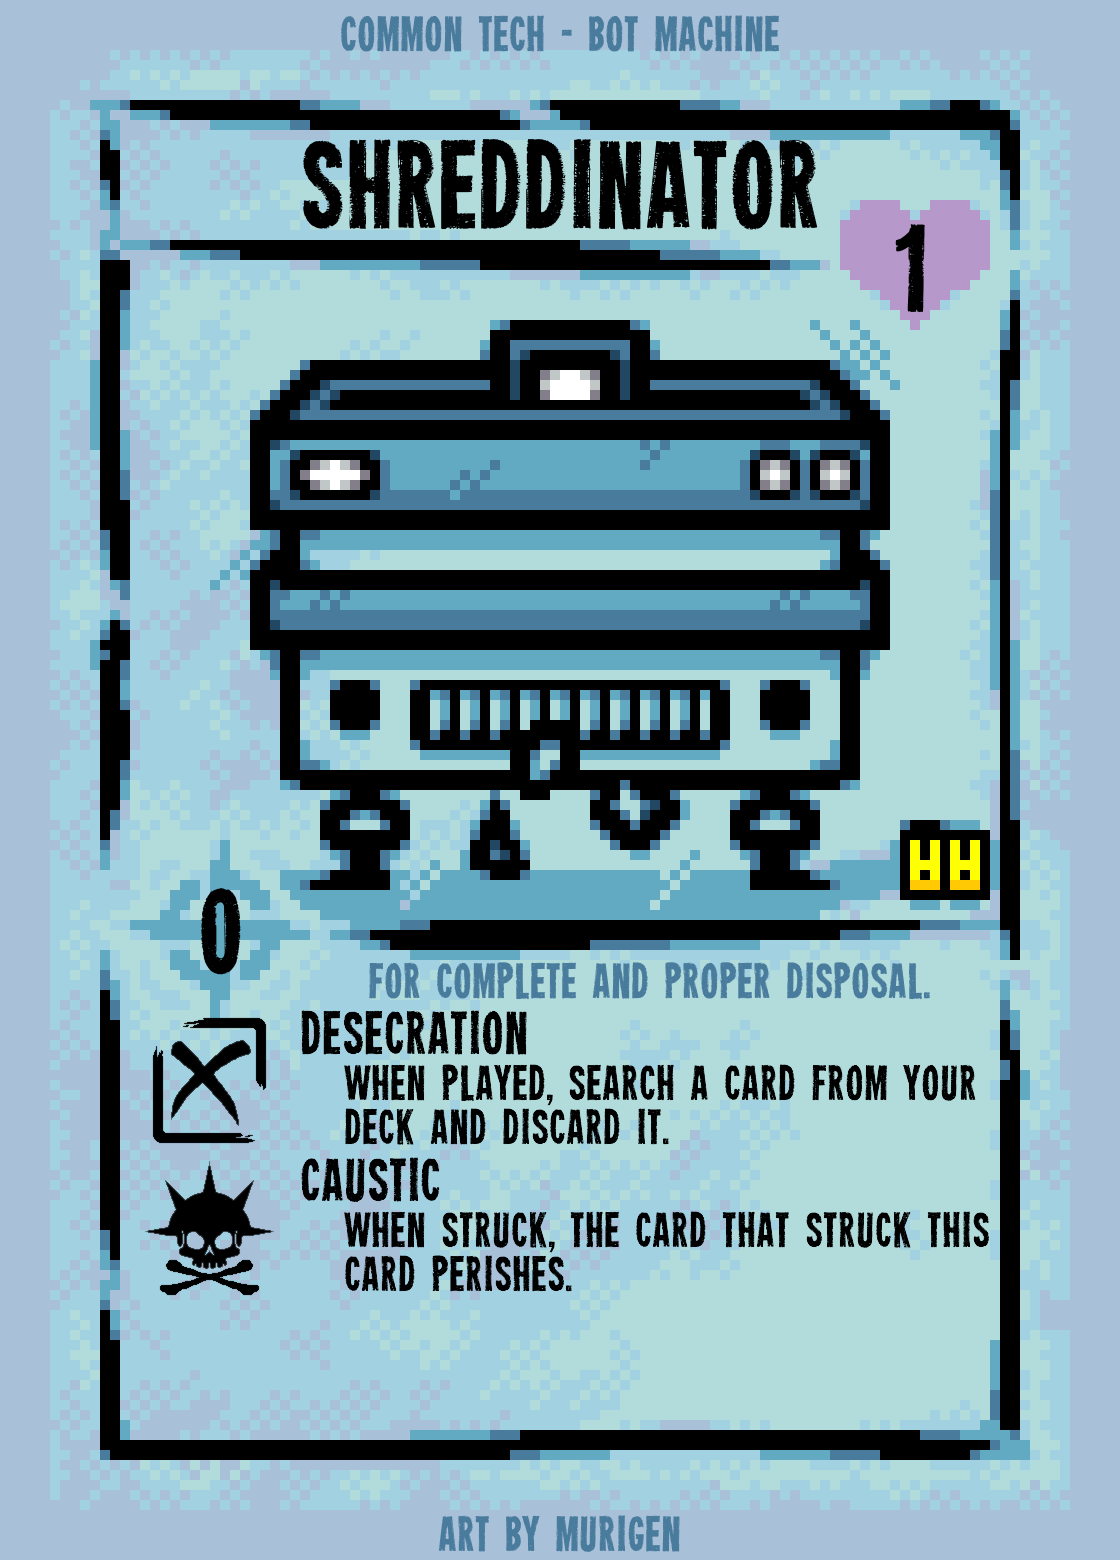 COMMON TECH - BOT MACHINE
SHREDDINATOR
1
0
FOR COMPLETE AND PROPER DISPOSAL.
DESECRATION
WHEN PLAYED, SEARCH A CARD FROM YOUR
DECK AND DISCARD IT.
CAUSTIC
WHEN STRUCK, THE CARD THAT STRUCK THIS
CARD PERISHES.
ART BY MURIGEN